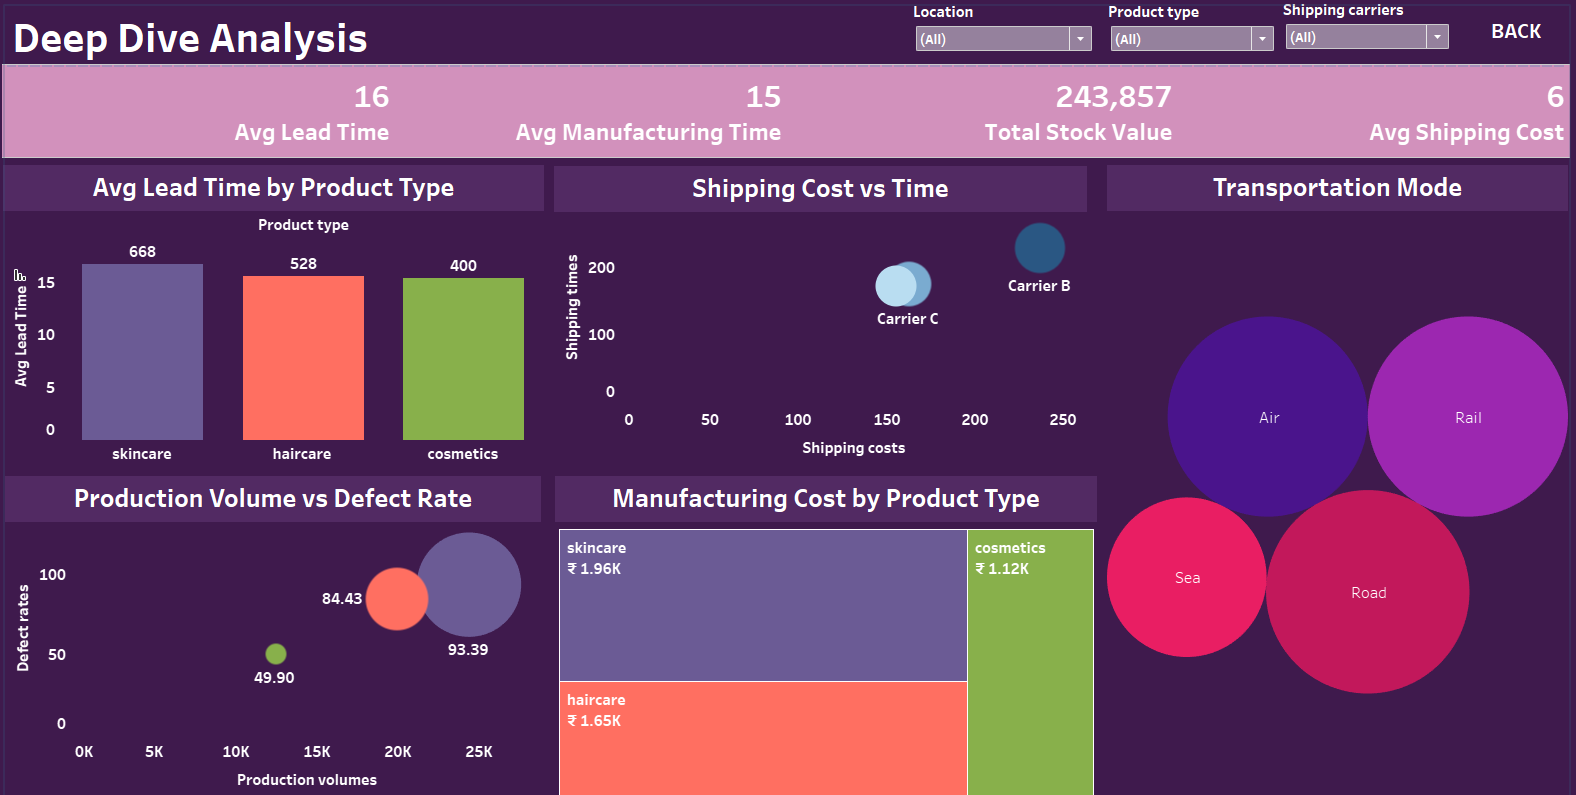 Deep Dive Analysis
Location
(All)
Product type
(All)
Shipping carriers
(All)
BACK
16
Avg Lead Time
15
Avg Manufacturing Time
243,857
Total Stock Value
6
Avg Shipping Cost
Avg Lead Time by Product Type
Product type
668
528
400
Avg Lead Time
15
10
5
0
skincare
haircare
cosmetics
Shipping Cost vs Time
Shipping times
200
100
0
Carrier B
Carrier C
0
50
100
150
200
250
Shipping costs
Transportation Mode
Air
Rail
Sea
Road
Production Volume vs Defect Rate
Defect rates
100
50
0
84.43
93.39
49.90
0K
5K
10K
15K
20K
25K
Production volumes
Manufacturing Cost by Product Type
skincare
₹ 1.96K
cosmetics
₹ 1.12K
haircare
₹ 1.65K